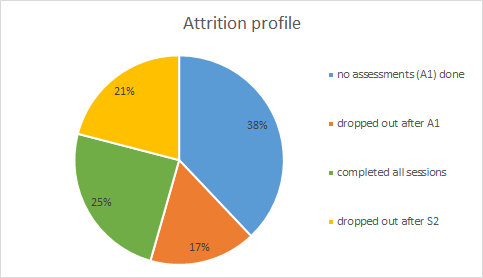 Attrition profile
38%
17%
25%
21%
no assessments (A1) done
dropped out after A1
completed all sessions
dropped out after S2